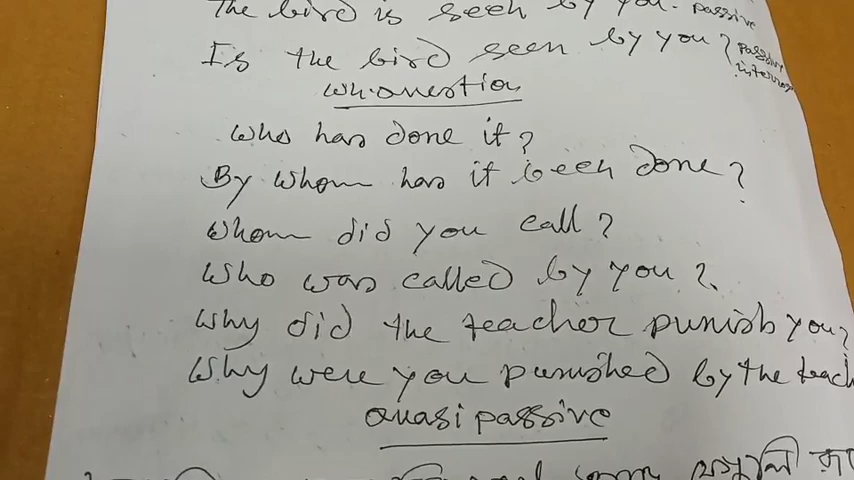 The bird is seen by you. passive
Is the bird seen by you? passive interrog
Wh. question
Who has done it?
By whom has it been done?
Whom did you call?
Who was called by you?
Why did the teacher punish you?
Why were you punished by the teach
Quasi passive